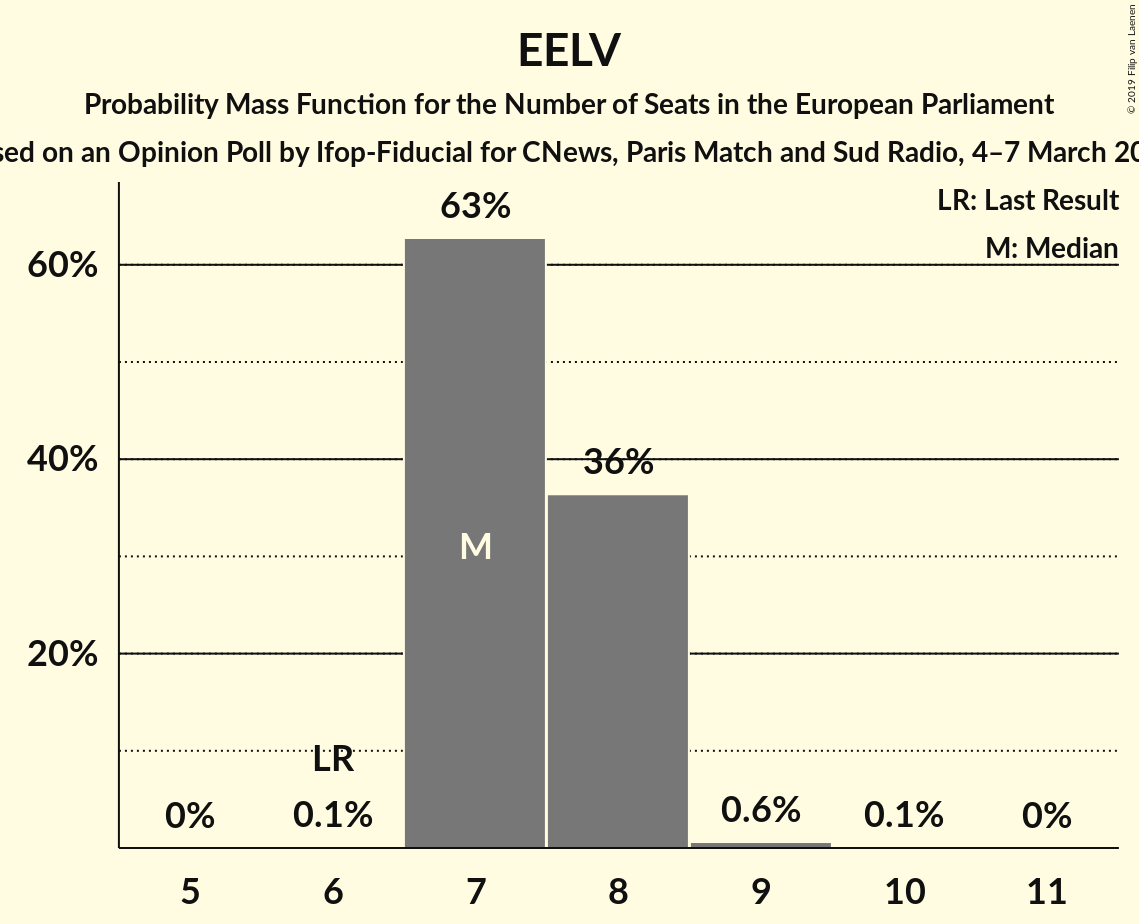 EELV
Probability Mass Function for the Number of Seats in the European Parliament
on an Opinion Poll by Ifop-Fiducial for CNews, Paris Match and Sud Radio, 4–7 March
© 2019 Filip van Laenen
LR: Last Result
M: Median
63%
60%
40%
36%
M
20%
LR
0%
0.1%
0.6%
0.1%
0%
5
6
7
8
9
10
11